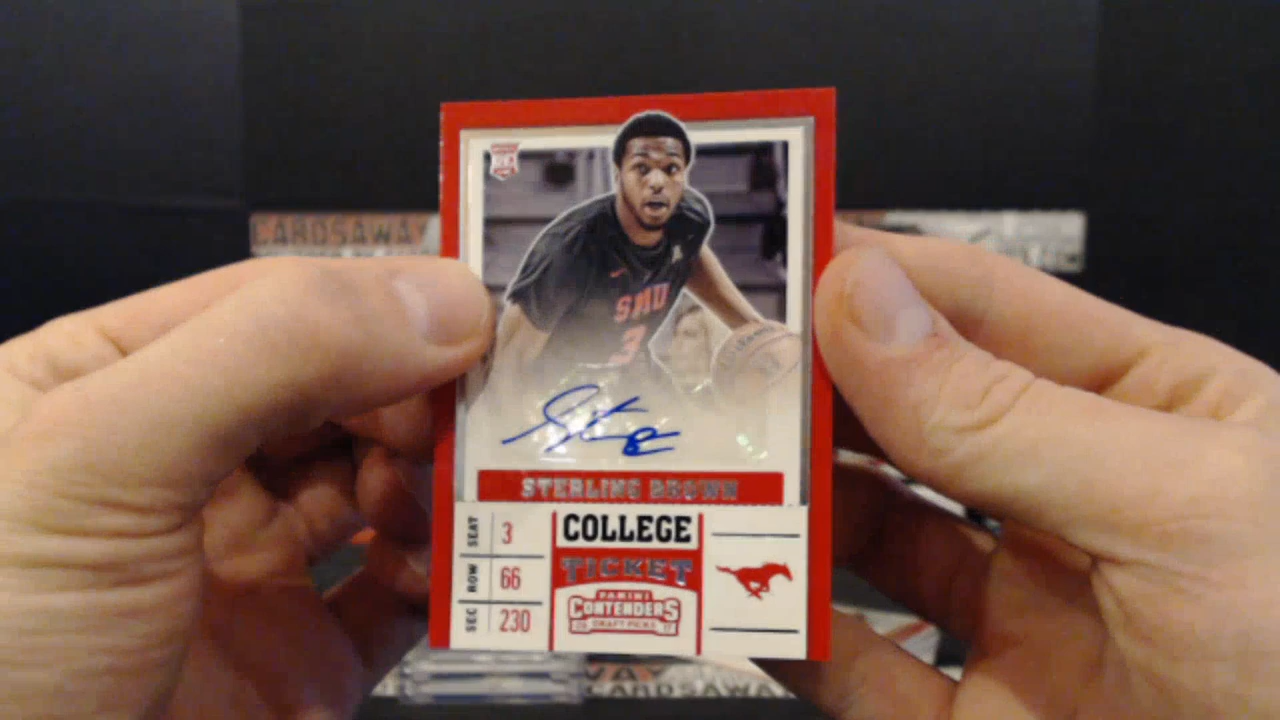 CARDSAWAY
SMU
3
STERLING BROWN
SEAT 3
ROW 66
SEC 230
COLLEGE
TICKET
PANINI
CONTENDERS
DRAFT PICKS
CARDSAWAY